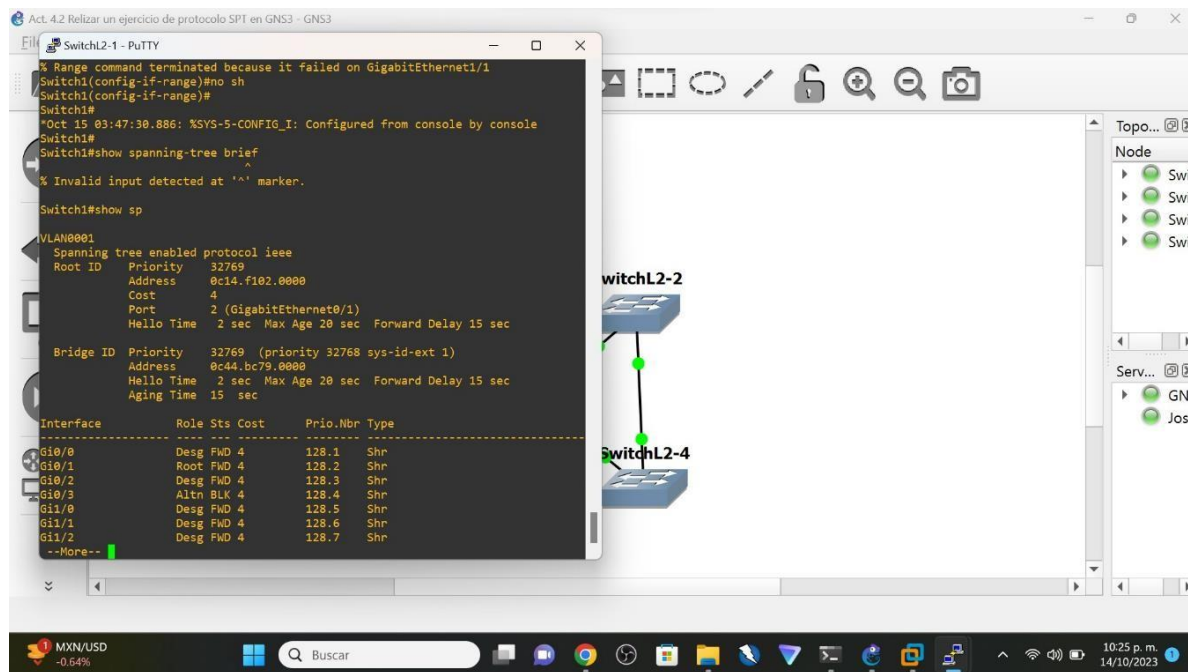 Act. 4.2 Relizar un ejercicio de protocolo SPT en GNS3 - GNS3
SwitchL2-1 - PuTTY
% Range command terminated because it failed on GigabitEthernet1/1
Switch1(config-if-range)#no sh
Switch1(config-if-range)#
Switch1#
*Oct 15 03:47:30.886: %SYS-5-CONFIG_I: Configured from console by console
Switch1#
Switch1#show spanning-tree brief
^
% Invalid input detected at '^' marker.
Switch1#show sp
VLAN0001
Spanning tree enabled protocol ieee
Root ID Priority 32769
Address 0c14.f102.0000
Cost 4
Port 2 (GigabitEthernet0/1)
Hello Time 2 sec Max Age 20 sec Forward Delay 15 sec
Bridge ID Priority 32769 (priority 32768 sys-id-ext 1)
Address 0c44.bc79.0000
Hello Time 2 sec Max Age 20 sec Forward Delay 15 sec
Aging Time 15 sec
Interface Role Sts Cost Prio.Nbr Type
------------------- ---- --- --------- -------- --------------------------------
Gi0/0 Desg FWD 4 128.1 Shr
Gi0/1 Root FWD 4 128.2 Shr
Gi0/2 Desg FWD 4 128.3 Shr
Gi0/3 Altn BLK 4 128.4 Shr
Gi1/0 Desg FWD 4 128.5 Shr
Gi1/1 Desg FWD 4 128.6 Shr
Gi1/2 Desg FWD 4 128.7 Shr
--More--
witchL2-2
SwitchL2-4
Topo...
Node
Swi
Swi
Swi
Swi
Serv...
GN
Jos
MXN/USD
-0.64%
Buscar
10:25 p. m.
14/10/2023